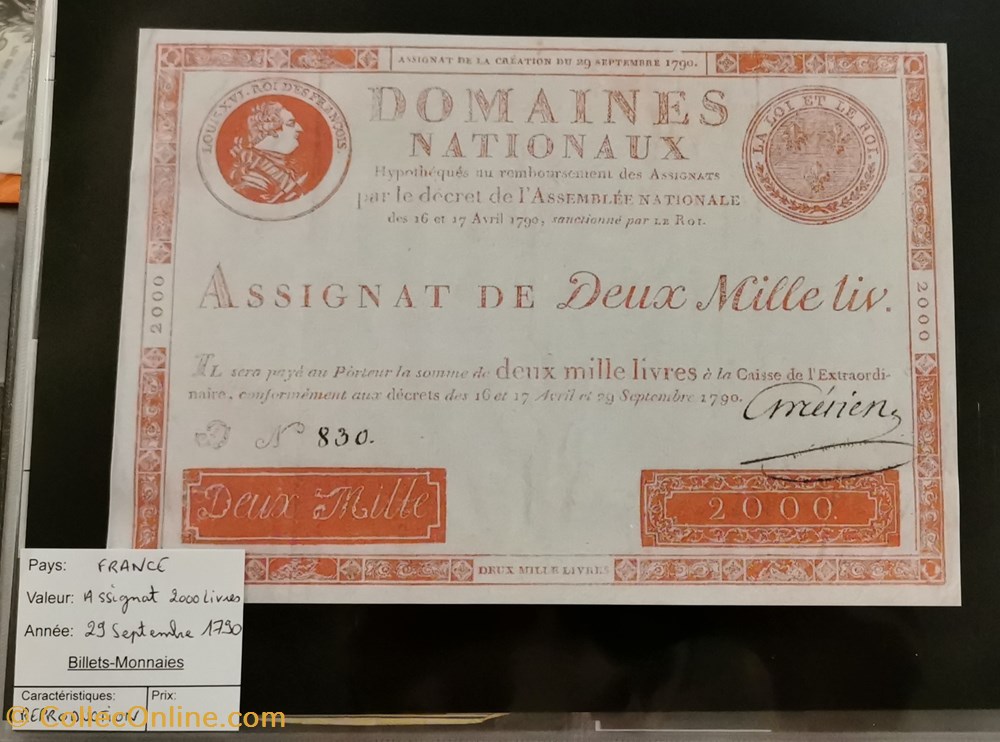 ASSIGNAT DE LA CRÉATION DU 29 SEPTEMBRE 1790.
LOUIS XVI. ROI DES FRANÇOIS.
DOMAINES
NATIONAUX
LA LOI ET LE ROI.
Hypothéqués au remboursement des ASSIGNATS
par le décret de l'ASSEMBLÉE NATIONALE
des 16 et 17 Avril 1790, sanctionné par LE ROI.
2000
2000
ASSIGNAT DE Deux Mille liv.
IL sera payé au Porteur la somme de deux mille livres à la Caisse de l'Extraordi-
naire, conformément aux décrets des 16 et 17 Avril et 29 Septembre 1790.
N° 830.
Deux Mille
2000.
DEUX MILLE LIVRES
Pays: FRANCE
Valeur: Assignat 2000 Livres
Année: 29 Septembre 1790
Billets-Monnaies
Caractéristiques: Prix:
REPRODUCTION
© CollecOnline.com